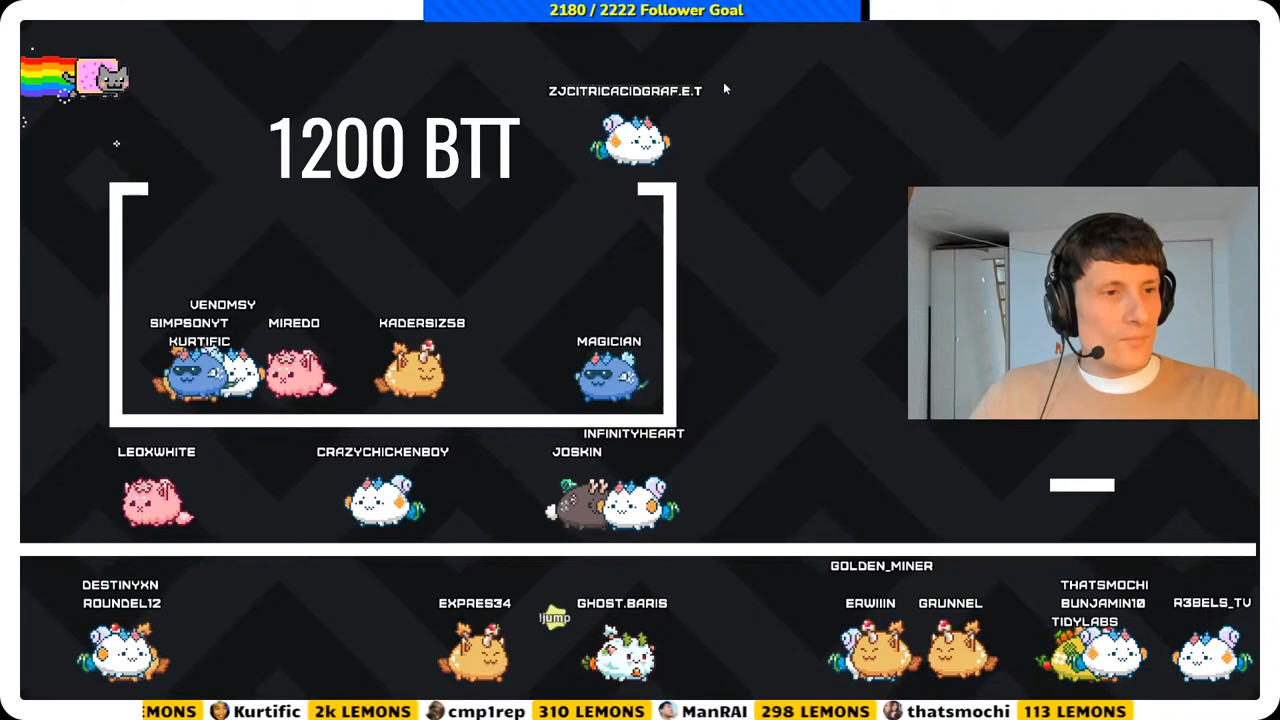 2180 / 2222 Follower Goal
ZJCITRICACIDGRAF.E.T
1200 BTT
VENOMSY
SIMPSONYT
MIREDO
KADERSIZ58
KURTIFIC
MAGICIAN
INFINITYHEART
LEOXWHITE
CRAZYCHICKENBOY
JOSKIN
GOLDEN_MINER
DESTINYXN
THATSMOCHI
ROUNDEL12
EXPRES34
!jump
GHOST.BARIS
ERWIIIN
GRUNNEL
BUNJAMIN10
R3BELS_TV
TIDYLABS
EMONS Kurtific 2k LEMONS cmp1rep 310 LEMONS ManRAI 298 LEMONS thatsmochi 113 LEMONS